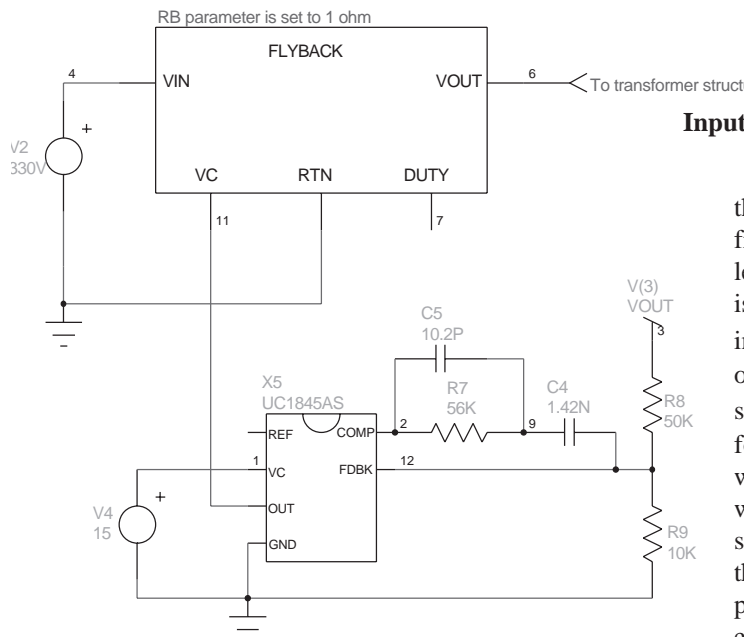 RB parameter is set to 1 ohm
FLYBACK
4
VIN
VOUT
6
To transformer struct
Input
V2
330V
+
VC
RTN
DUTY
11
7
V(3)
VOUT
3
C5
10.2P
X5
UC1845AS
R7
56K
C4
1.42N
R8
50K
REF
COMP
2
9
1
VC
FDBK
12
V4
15
+
OUT
GND
R9
10K
is